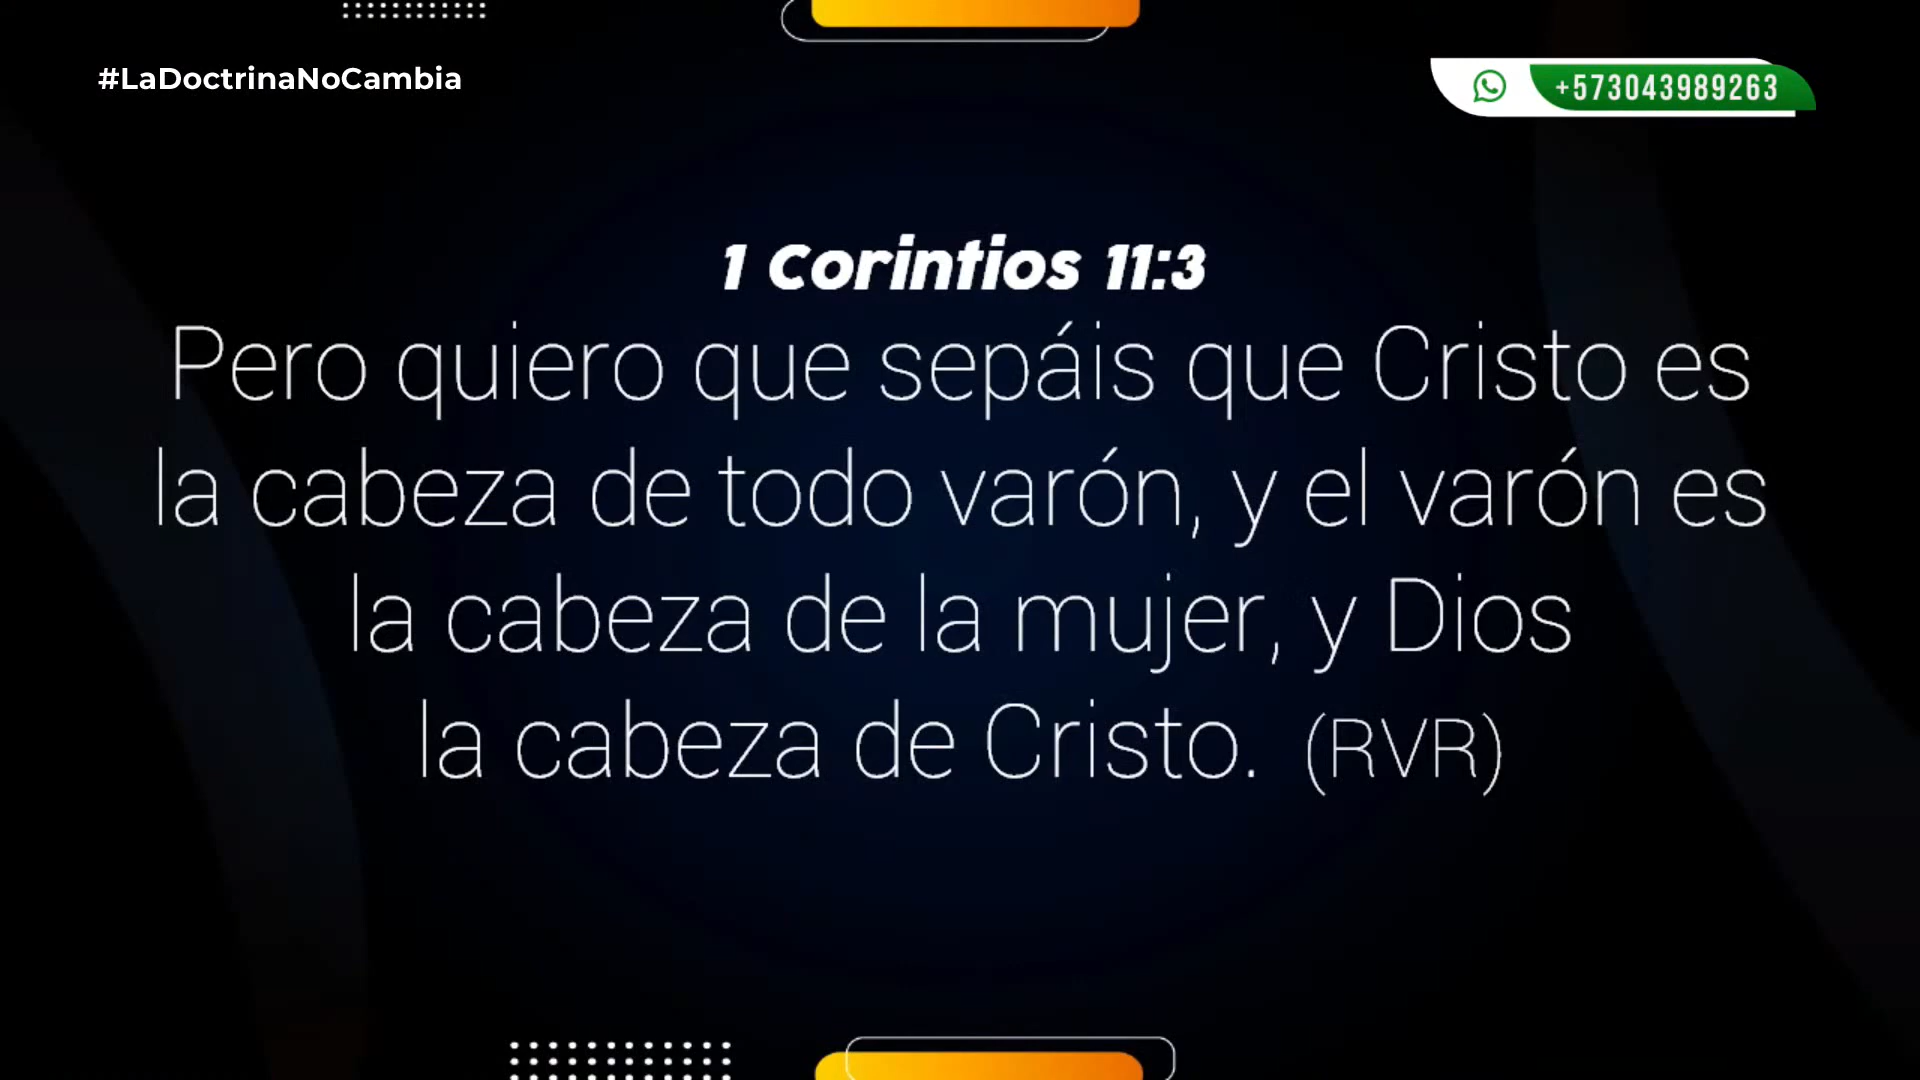 #LaDoctrinaNoCambia
+573043989263
1 Corintios 11:3
Pero quiero que sepáis que Cristo es
la cabeza de todo varón, y el varón es
la cabeza de la mujer, y Dios
la cabeza de Cristo. (RVR)